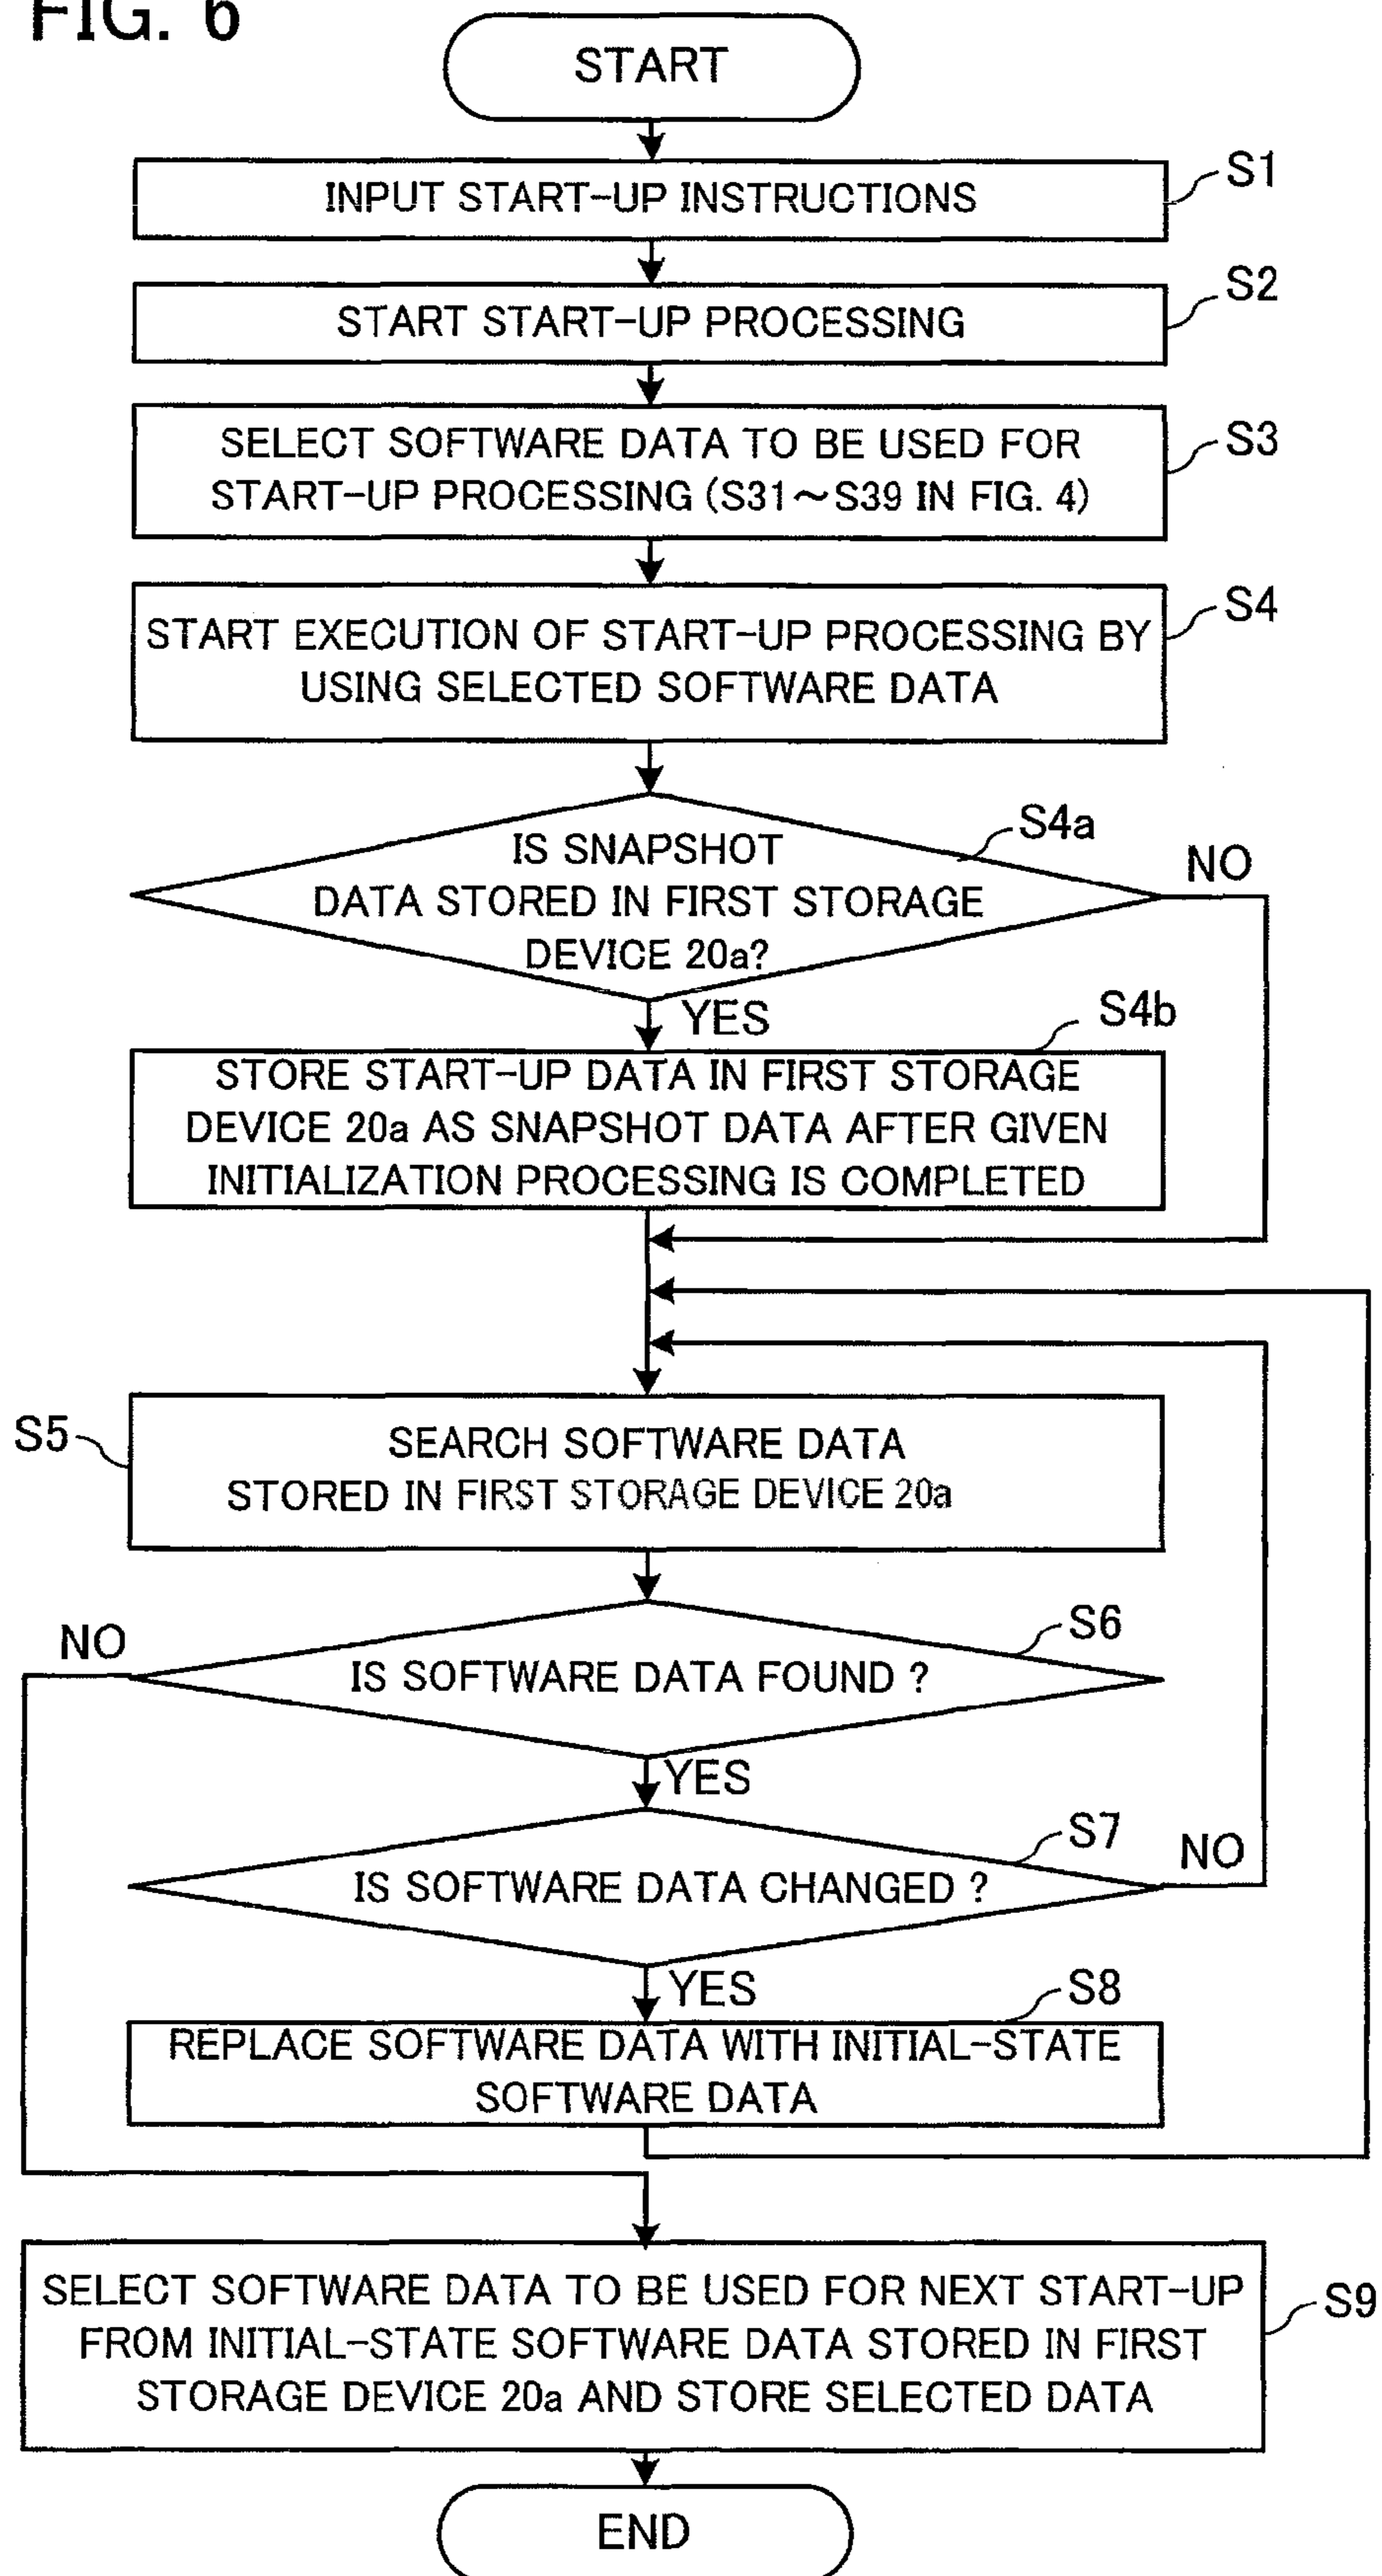 FIG. 6
START
INPUT START-UP INSTRUCTIONS
S1
START START-UP PROCESSING
S2
SELECT SOFTWARE DATA TO BE USED FOR
START-UP PROCESSING (S31～S39 IN FIG. 4)
S3
START EXECUTION OF START-UP PROCESSING BY
USING SELECTED SOFTWARE DATA
S4
IS SNAPSHOT
DATA STORED IN FIRST STORAGE
DEVICE 20a?
S4a
NO
YES
S4b
STORE START-UP DATA IN FIRST STORAGE
DEVICE 20a AS SNAPSHOT DATA AFTER GIVEN
INITIALIZATION PROCESSING IS COMPLETED
S5
SEARCH SOFTWARE DATA
STORED IN FIRST STORAGE DEVICE 20a
NO
S6
IS SOFTWARE DATA FOUND ?
YES
S7
NO
IS SOFTWARE DATA CHANGED ?
YES
S8
REPLACE SOFTWARE DATA WITH INITIAL-STATE
SOFTWARE DATA
SELECT SOFTWARE DATA TO BE USED FOR NEXT START-UP
FROM INITIAL-STATE SOFTWARE DATA STORED IN FIRST
STORAGE DEVICE 20a AND STORE SELECTED DATA
S9
END